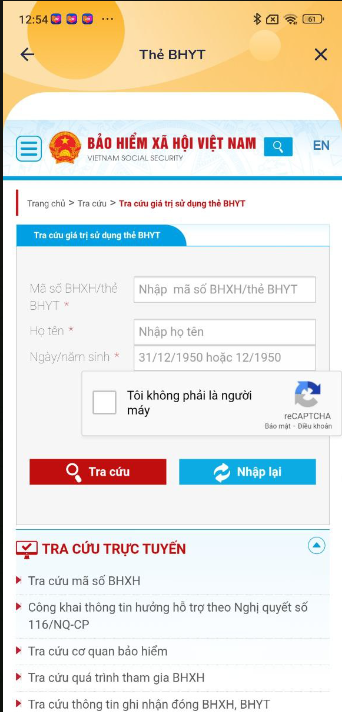 12:54 ... 61
Thẻ BHYT
BẢO HIỂM XÃ HỘI VIỆT NAM EN
VIETNAM SOCIAL SECURITY
Trang chủ > Tra cứu > Tra cứu giá trị sử dụng thẻ BHYT
Tra cứu giá trị sử dụng thẻ BHYT
Mã số BHXH/thẻ BHYT * Nhập mã số BHXH/thẻ BHYT
Họ tên * Nhập họ tên
Ngày/năm sinh * 31/12/1950 hoặc 12/1950
Tôi không phải là người
máy
reCAPTCHA
Bảo mật - Điều khoản
Tra cứu Nhập lại
TRA CỨU TRỰC TUYẾN
Tra cứu mã số BHXH
Công khai thông tin hưởng hỗ trợ theo Nghị quyết số
116/NQ-CP
Tra cứu cơ quan bảo hiểm
Tra cứu quá trình tham gia BHXH
Tra cứu thông tin ghi nhận đóng BHXH, BHYT